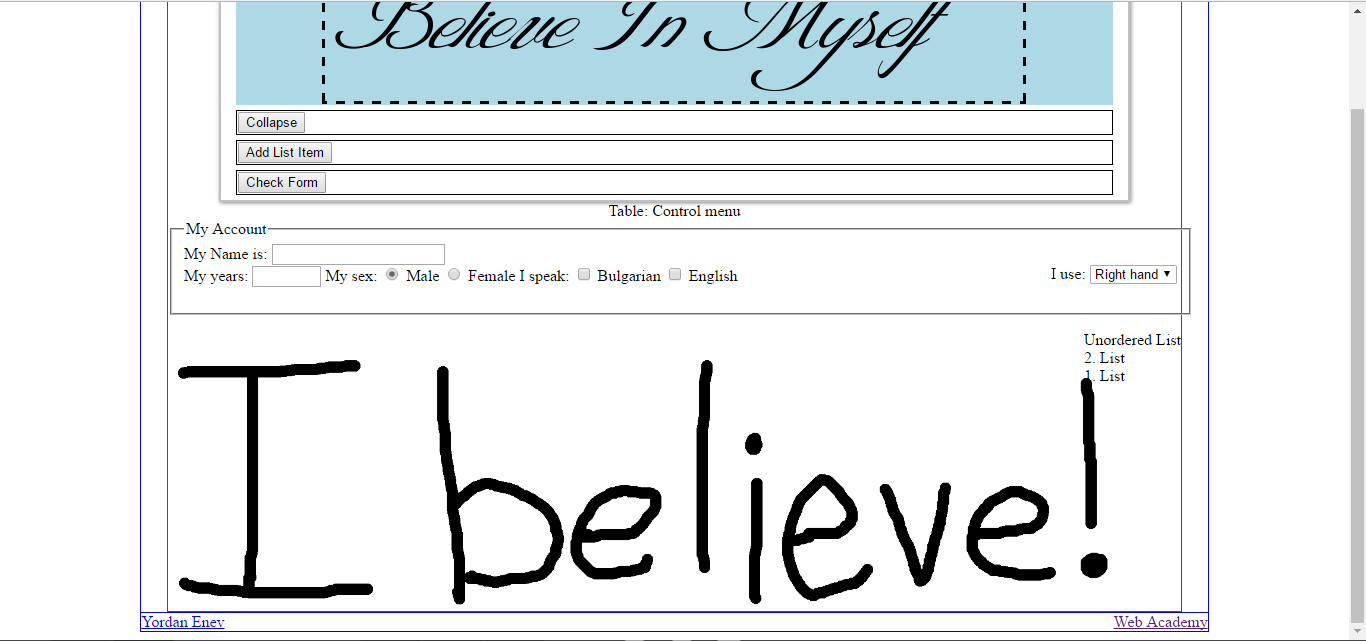 Believe In Myself
Collapse
Add List Item
Check Form
Table: Control menu
My Account
My Name is:
My years: My sex: Male Female I speak: Bulgarian English I use: Right hand
Unordered List
2. List
1. List
I believe!
Yordan Enev Web Academy